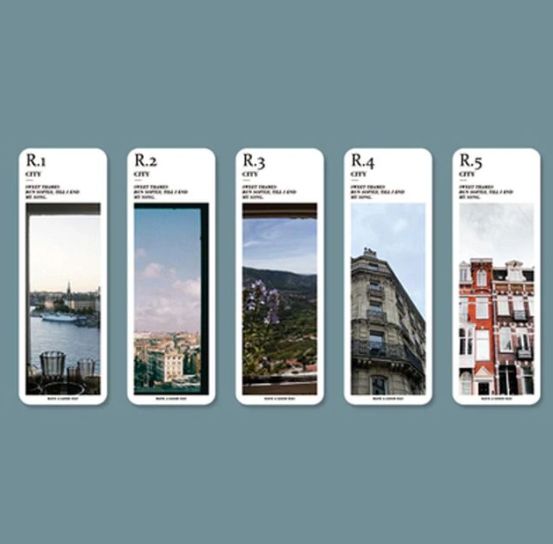 R.1
CITY
SWEET THAMES
RUN SOFTLY, TILL I END
MY SONG.
HAVE A GOOD DAY
R.2
CITY
SWEET THAMES
RUN SOFTLY, TILL I END
MY SONG.
HAVE A GOOD DAY
R.3
CITY
SWEET THAMES
RUN SOFTLY, TILL I END
MY SONG.
HAVE A GOOD DAY
R.4
CITY
SWEET THAMES
RUN SOFTLY, TILL I END
MY SONG.
HAVE A GOOD DAY
R.5
CITY
SWEET THAMES
RUN SOFTLY, TILL I END
MY SONG.
HAVE A GOOD DAY